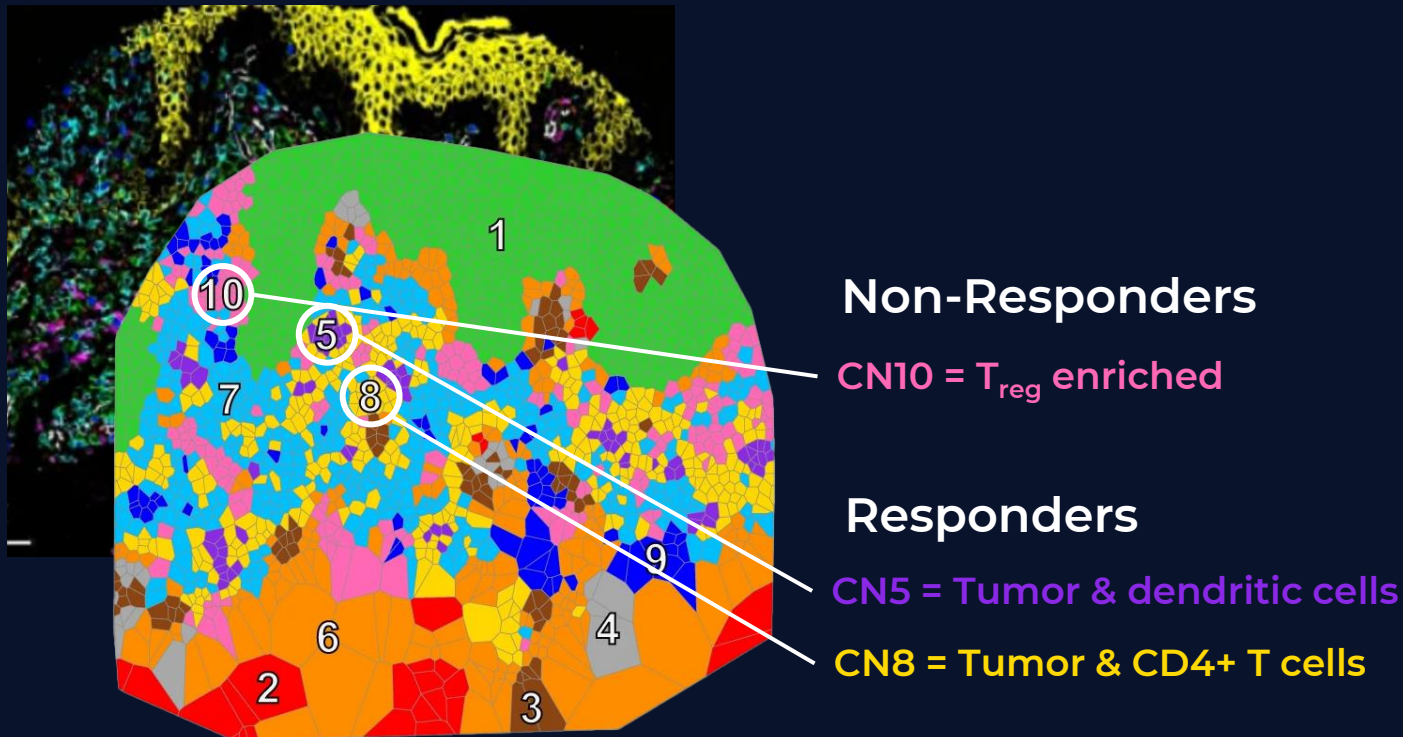 1
10
5
8
7
9
6
4
2
3
Non-Responders
CN10 = Treg enriched
Responders
CN5 = Tumor & dendritic cells
CN8 = Tumor & CD4+ T cells